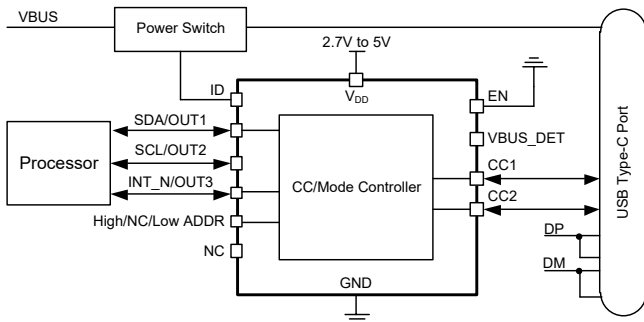 VBUS
Power Switch
2.7V to 5V
ID
VDD
EN
SDA/OUT1
VBUS_DET
Processor
SCL/OUT2
CC/Mode Controller
CC1
INT_N/OUT3
CC2
High/NC/Low ADDR
DP
NC
DM
GND
USB Type-C Port